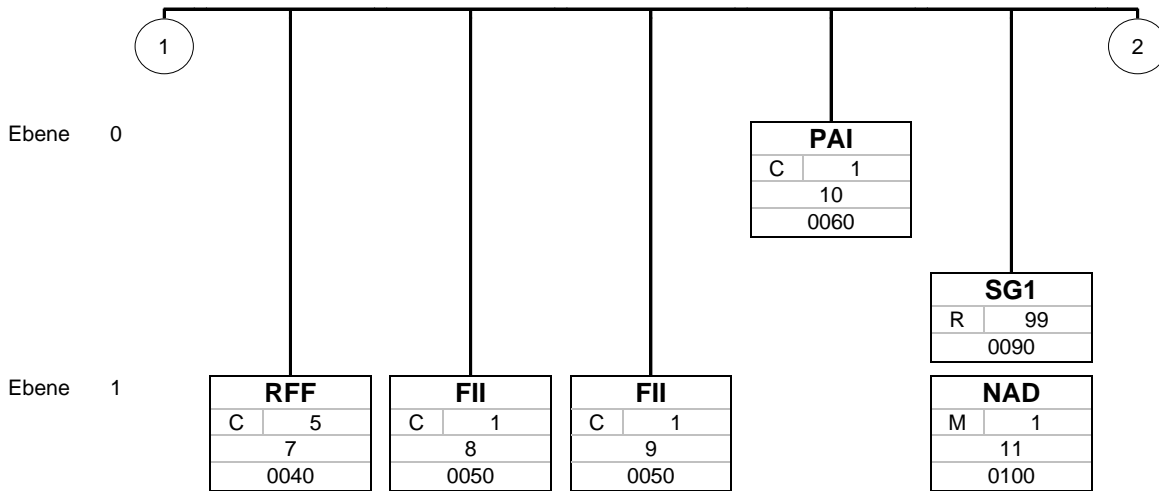 1 2
Ebene 0
PAI
C 1
10
0060
SG1
R 99
0090
Ebene 1
RFF FII FII NAD
C 5 C 1 C 1 M 1
7 8 9 11
0040 0050 0050 0100